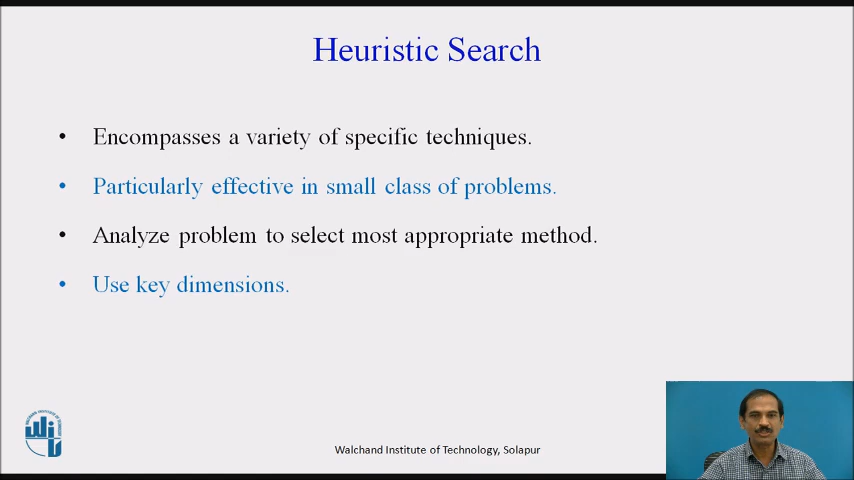 Heuristic Search
• Encompasses a variety of specific techniques.
• Particularly effective in small class of problems.
• Analyze problem to select most appropriate method.
• Use key dimensions.
Walchand Institute of Technology, Solapur